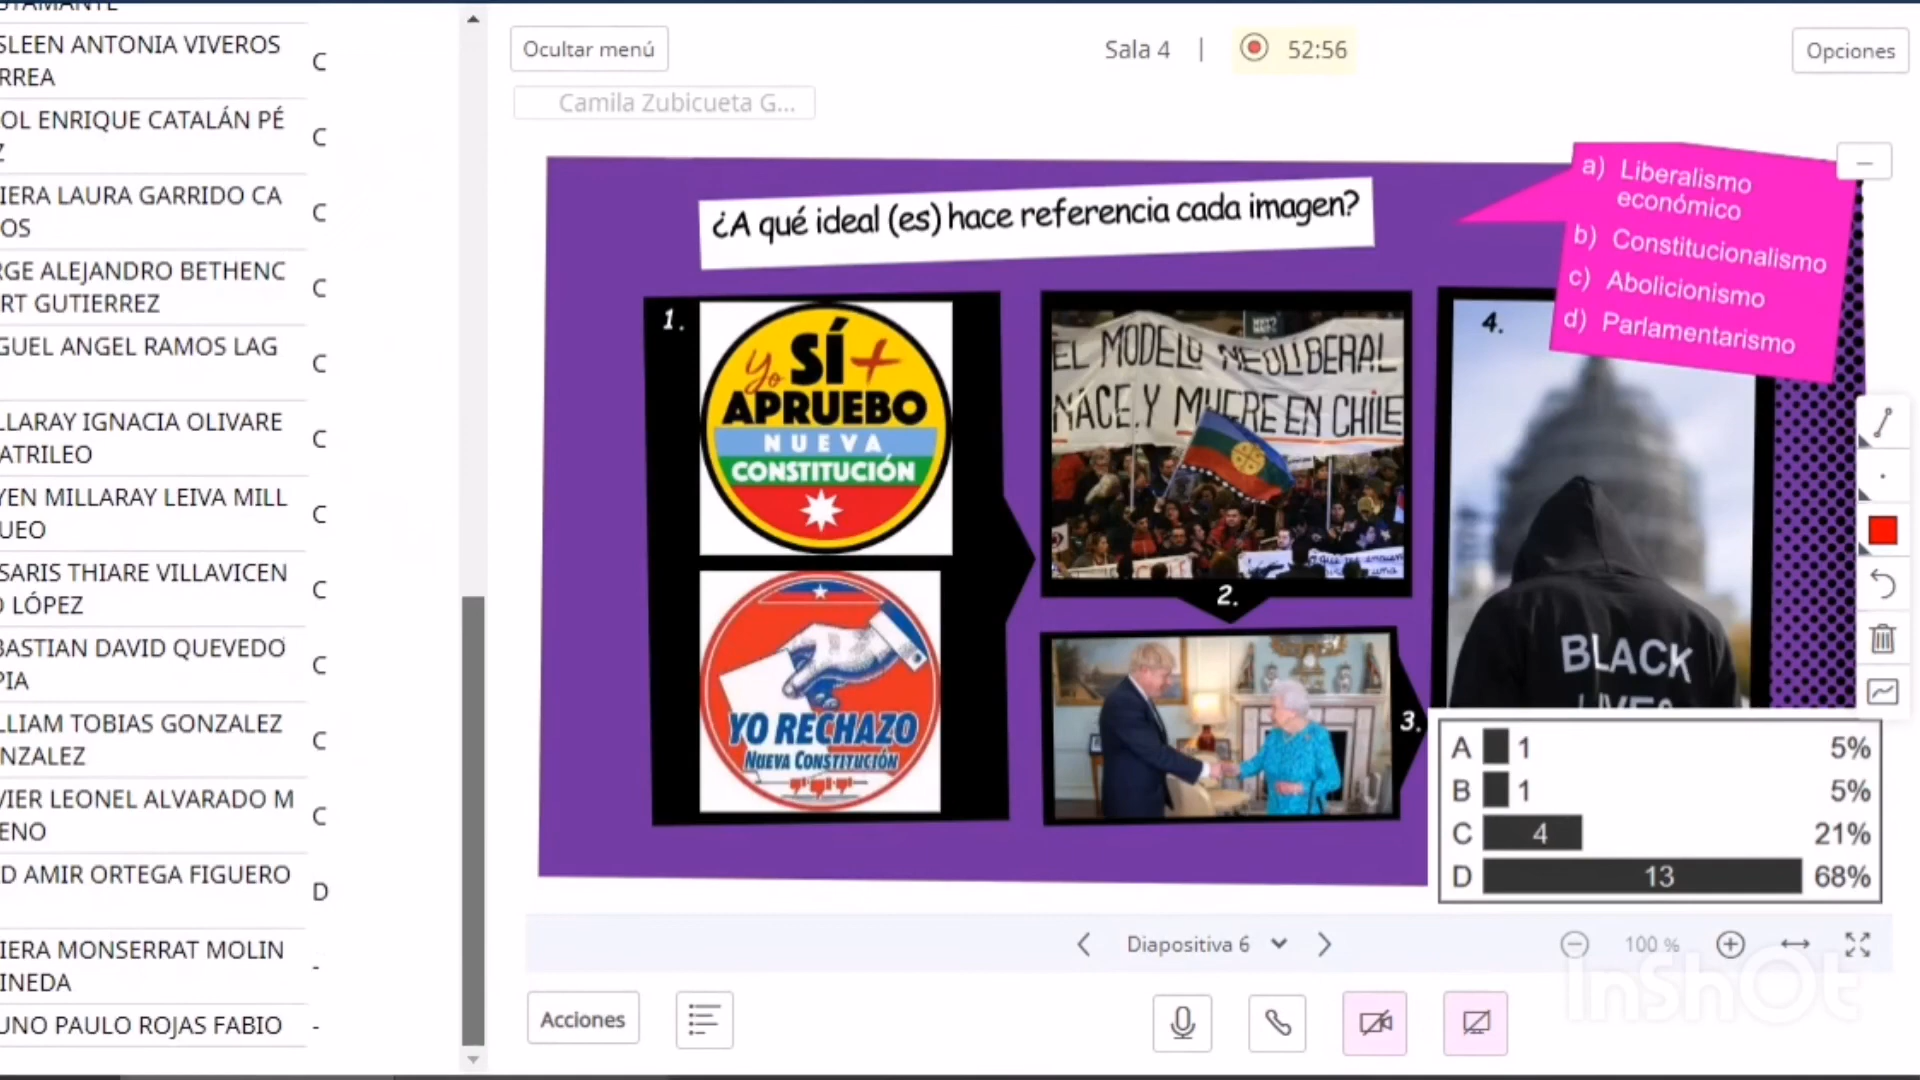 SLEEN ANTONIA VIVEROS
RREA
C
OL ENRIQUE CATALÁN PÉ
Z
C
IERA LAURA GARRIDO CA
OS
C
RGE ALEJANDRO BETHENC
RT GUTIERREZ
C
GUEL ANGEL RAMOS LAG
C
LLARAY IGNACIA OLIVARE
ATRILEO
C
YEN MILLARAY LEIVA MILL
UEO
C
SARIS THIARE VILLAVICEN
O LÓPEZ
C
BASTIAN DAVID QUEVEDO
PIA
C
LLIAM TOBIAS GONZALEZ
NZALEZ
C
VIER LEONEL ALVARADO M
ENO
C
D AMIR ORTEGA FIGUERO
D
IERA MONSERRAT MOLIN
INEDA
-
UNO PAULO ROJAS FABIO
-
Ocultar menú
Sala 4 | 52:56
Opciones
Camila Zubicueta G...
¿A qué ideal (es) hace referencia cada imagen?
a) Liberalismo
económico
b) Constitucionalismo
c) Abolicionismo
d) Parlamentarismo
1.
Yo SÍ +
APRUEBO
NUEVA
CONSTITUCIÓN
YO RECHAZO
NUEVA CONSTITUCIÓN
EL MODELO NEOLIBERAL
NACE Y MUERE EN CHILE
2.
3.
4.
BLACK
LIVES
A 1 5%
B 1 5%
C 4 21%
D 13 68%
Diapositiva 6
100 %
Acciones
InShOt